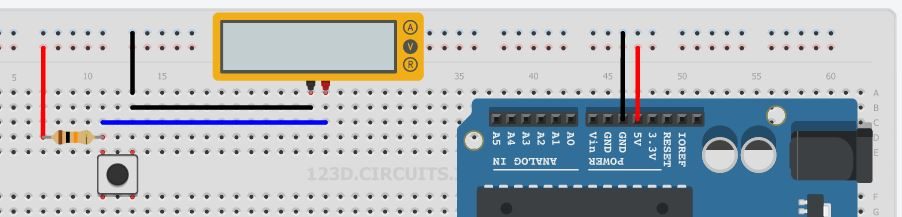 A
V
R
5 10 15 35 40 45 50 55 60
A
B
C
D
E
F
G
A5 A4 A3 A2 A1 A0 Vin GND GND 5V 3.3V RESET IOREF
ANALOG IN POWER
123D.CIRCUITS.